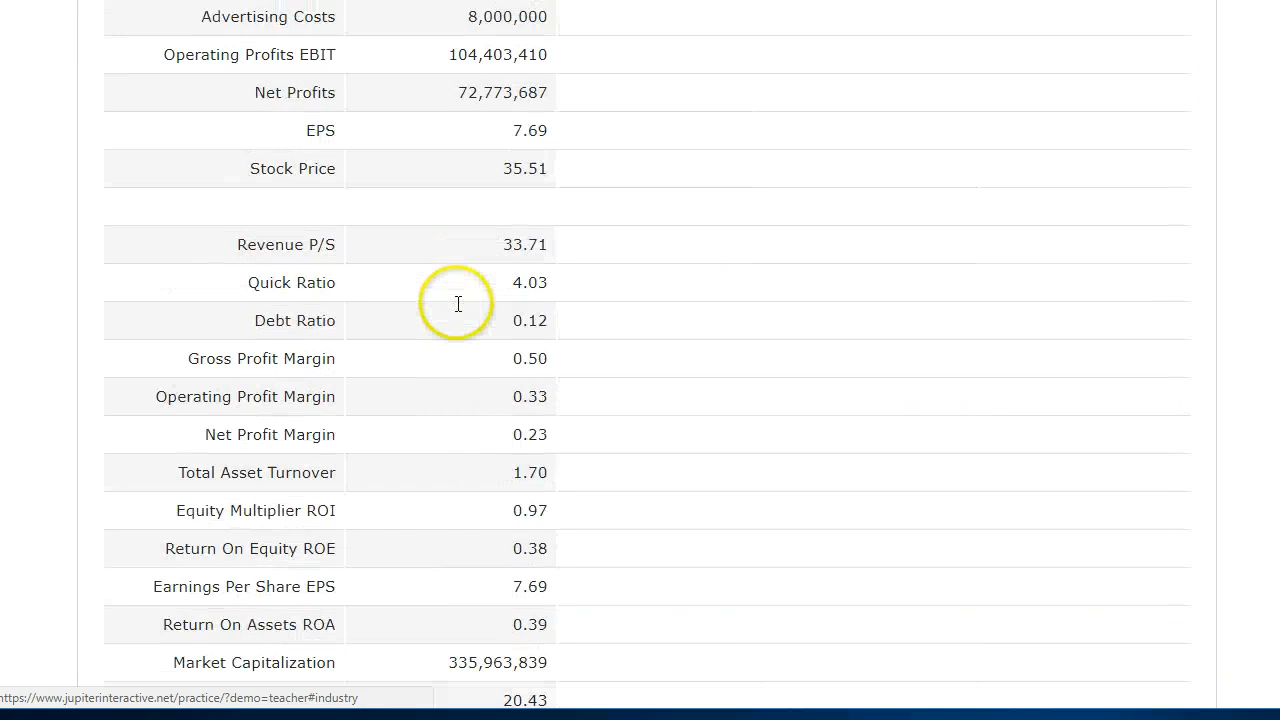 Advertising Costs 8,000,000
Operating Profits EBIT 104,403,410
Net Profits 72,773,687
EPS 7.69
Stock Price 35.51
Revenue P/S 33.71
Quick Ratio 4.03
Debt Ratio 0.12
Gross Profit Margin 0.50
Operating Profit Margin 0.33
Net Profit Margin 0.23
Total Asset Turnover 1.70
Equity Multiplier ROI 0.97
Return On Equity ROE 0.38
Earnings Per Share EPS 7.69
Return On Assets ROA 0.39
Market Capitalization 335,963,839
20.43
https://www.jupiterinteractive.net/practice/?demo=teacher#industry